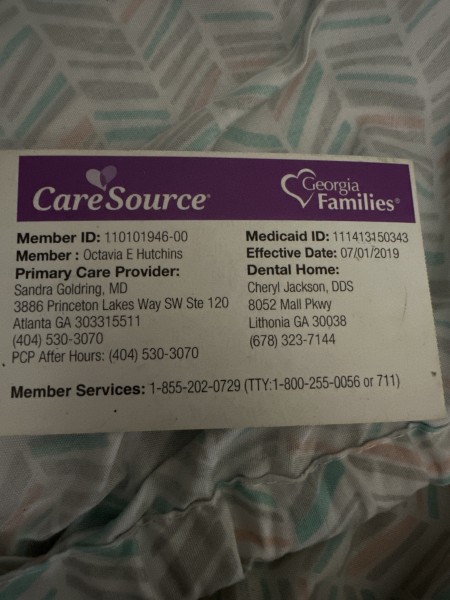 CareSource®
Georgia Families®
Member ID: 110101946-00
Member : Octavia E Hutchins
Primary Care Provider:
Sandra Goldring, MD
3886 Princeton Lakes Way SW Ste 120
Atlanta GA 303315511
(404) 530-3070
PCP After Hours: (404) 530-3070
Medicaid ID: 111413150343
Effective Date: 07/01/2019
Dental Home:
Cheryl Jackson, DDS
8052 Mall Pkwy
Lithonia GA 30038
(678) 323-7144
Member Services: 1-855-202-0729 (TTY:1-800-255-0056 or 711)